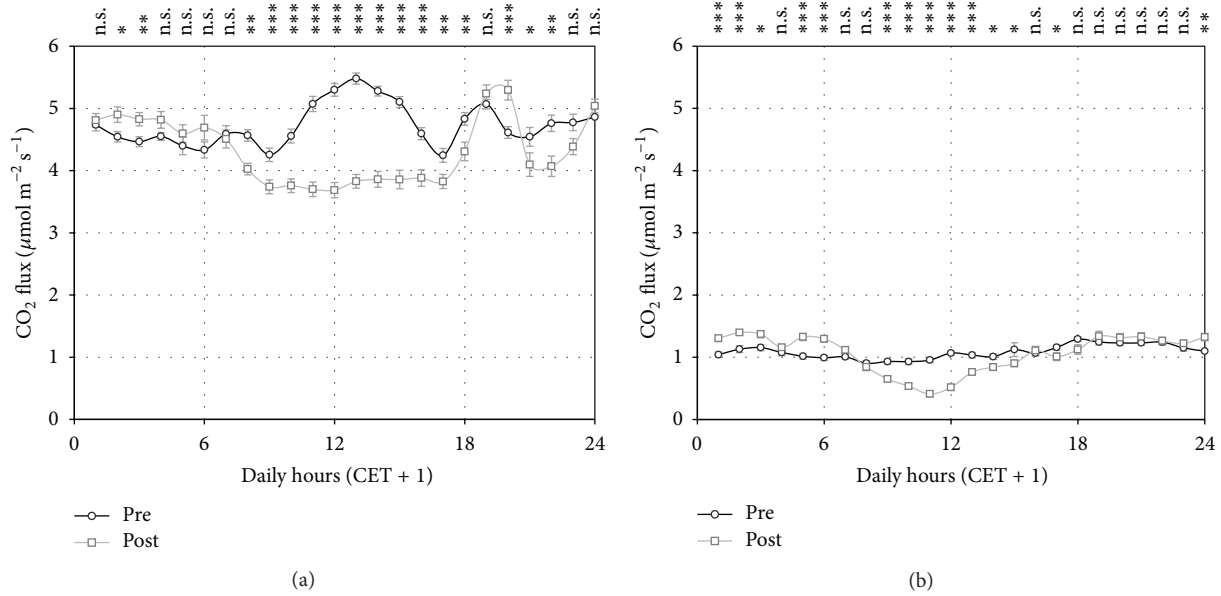 n.s. * ** n.s. n.s. n.s. n.s. ** *** *** *** *** *** *** *** *** ** ** n.s. *** * ** n.s. n.s.
6
5
4
3
2
1
0
CO₂ flux (μmol m⁻² s⁻¹)
0 6 12 18 24
Daily hours (CET + 1)
Pre
Post
(a)
*** *** * n.s. *** *** n.s. n.s. *** *** *** *** *** * * n.s. * n.s. n.s. n.s. n.s. n.s. n.s. **
6
5
4
3
2
1
0
CO₂ flux (μmol m⁻² s⁻¹)
0 6 12 18 24
Daily hours (CET + 1)
Pre
Post
(b)